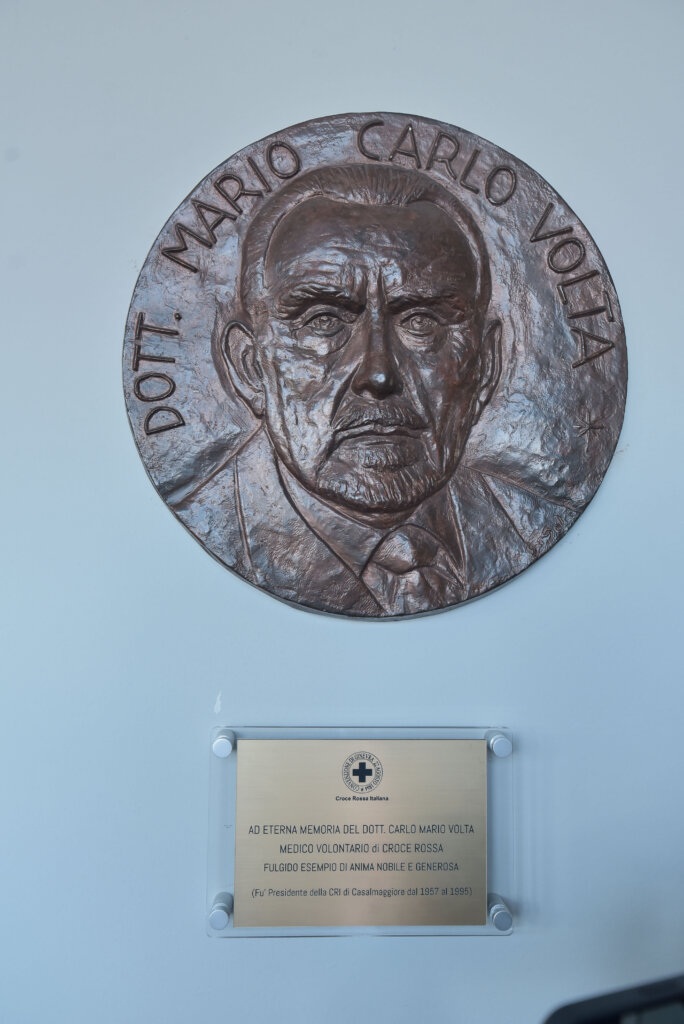 DOTT. MARIO CARLO VOLTA
Croce Rossa Italiana
AD ETERNA MEMORIA DEL DOTT. CARLO MARIO VOLTA
MEDICO VOLONTARIO di CROCE ROSSA
FULGIDO ESEMPIO DI ANIMA NOBILE E GENEROSA
(Fu' Presidente della CRI di Casalmaggiore dal 1957 al 1995)